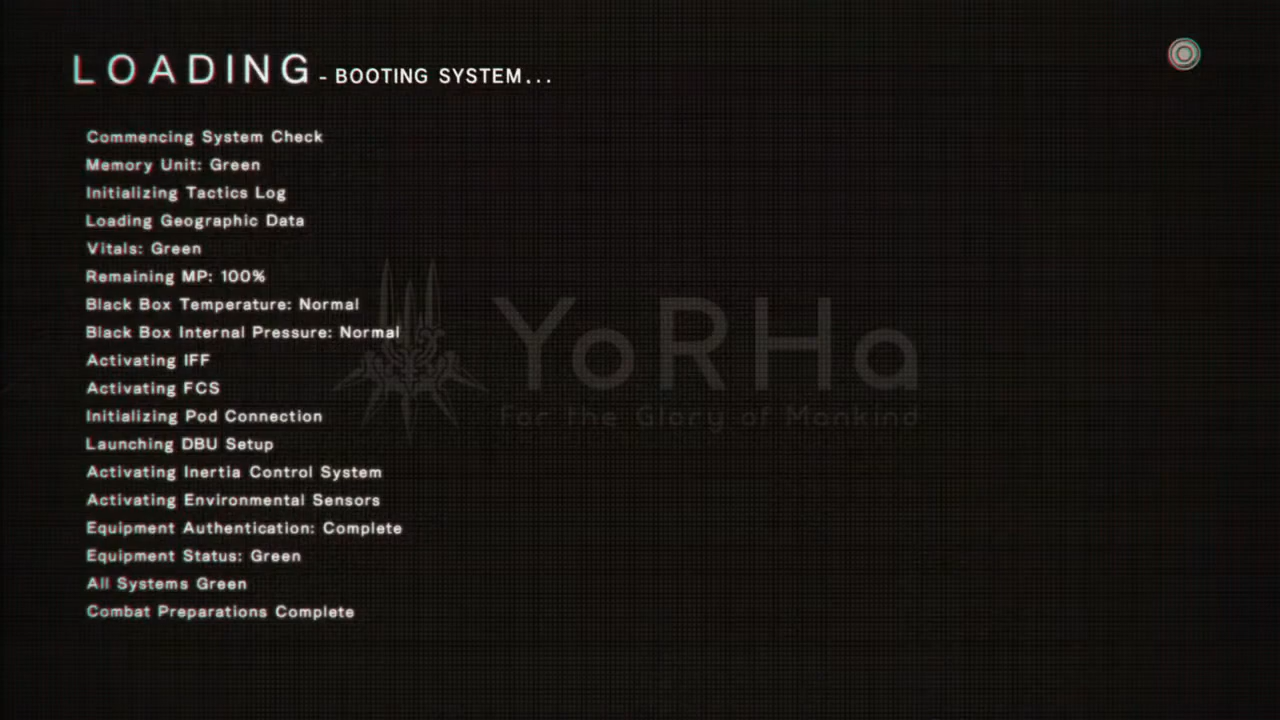 LOADING - BOOTING SYSTEM...
Commencing System Check
Memory Unit: Green
Initializing Tactics Log
Loading Geographic Data
Vitals: Green
Remaining MP: 100%
Black Box Temperature: Normal
Black Box Internal Pressure: Normal
Activating IFF
Activating FCS
Initializing Pod Connection
Launching DBU Setup
Activating Inertia Control System
Activating Environmental Sensors
Equipment Authentication: Complete
Equipment Status: Green
All Systems Green
Combat Preparations Complete
YoRHa
For the Glory of Mankind